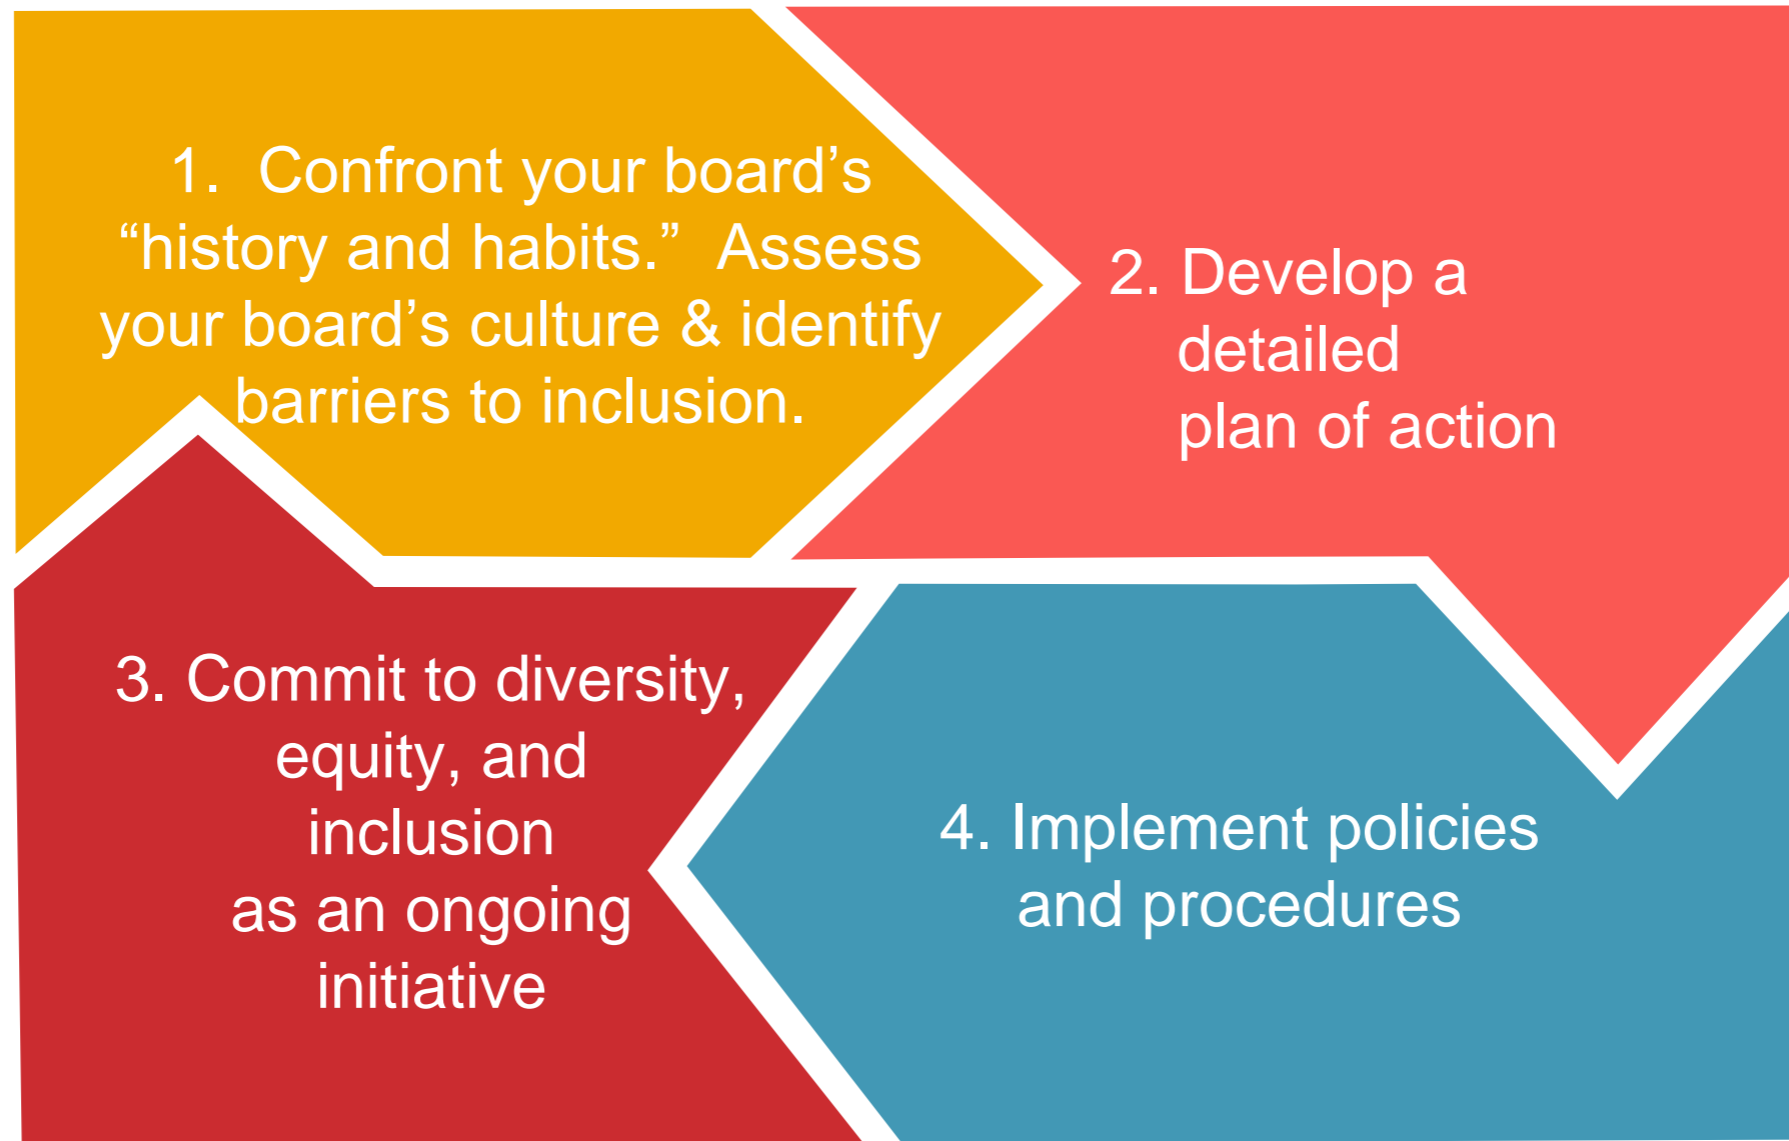 1.  Confront your board’s
“history and habits.”  Assess
your board’s culture & identify
barriers to inclusion.
2. Develop a
detailed
plan of action
3. Commit to diversity,
equity, and
inclusion
as an ongoing
initiative
4. Implement policies
and procedures